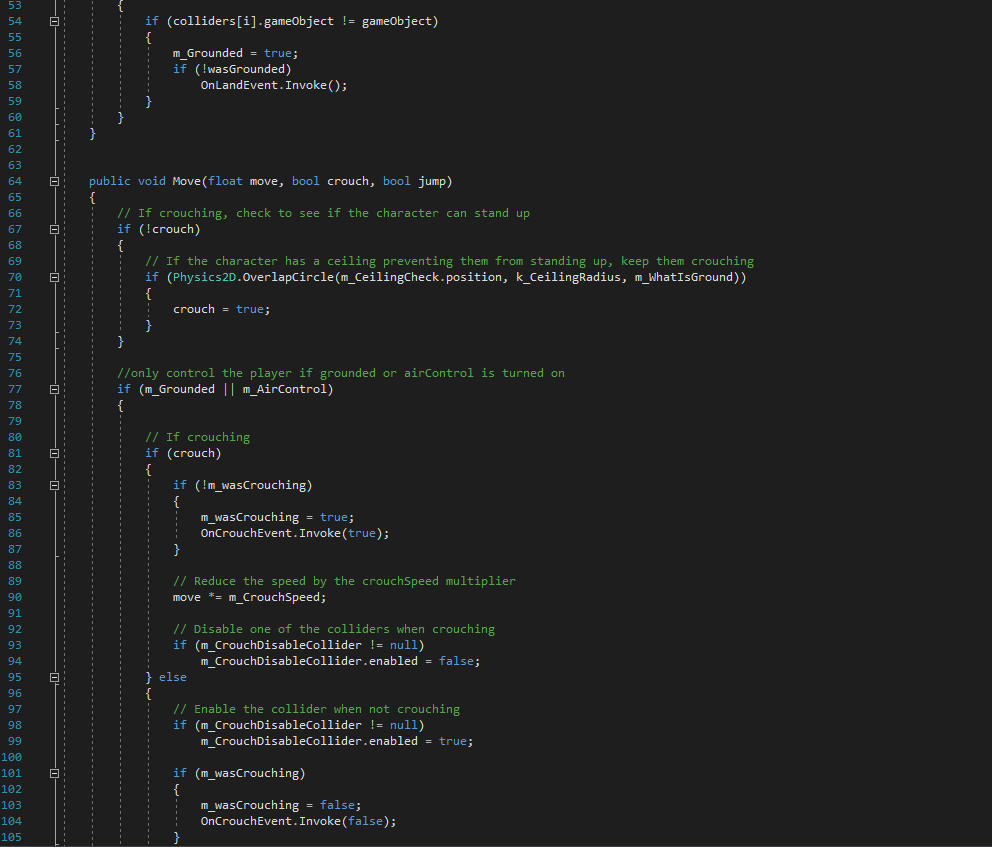 53 {
54 if (colliders[i].gameObject != gameObject)
55 {
56 m_Grounded = true;
57 if (!wasGrounded)
58 OnLandEvent.Invoke();
59 }
60 }
61 }
62
63
64 public void Move(float move, bool crouch, bool jump)
65 {
66 // If crouching, check to see if the character can stand up
67 if (!crouch)
68 {
69 // If the character has a ceiling preventing them from standing up, keep them crouching
70 if (Physics2D.OverlapCircle(m_CeilingCheck.position, k_CeilingRadius, m_WhatIsGround))
71 {
72 crouch = true;
73 }
74 }
75
76 //only control the player if grounded or airControl is turned on
77 if (m_Grounded || m_AirControl)
78 {
79
80 // If crouching
81 if (crouch)
82 {
83 if (!m_wasCrouching)
84 {
85 m_wasCrouching = true;
86 OnCrouchEvent.Invoke(true);
87 }
88
89 // Reduce the speed by the crouchSpeed multiplier
90 move *= m_CrouchSpeed;
91
92 // Disable one of the colliders when crouching
93 if (m_CrouchDisableCollider != null)
94 m_CrouchDisableCollider.enabled = false;
95 } else
96 {
97 // Enable the collider when not crouching
98 if (m_CrouchDisableCollider != null)
99 m_CrouchDisableCollider.enabled = true;
100
101 if (m_wasCrouching)
102 {
103 m_wasCrouching = false;
104 OnCrouchEvent.Invoke(false);
105 }